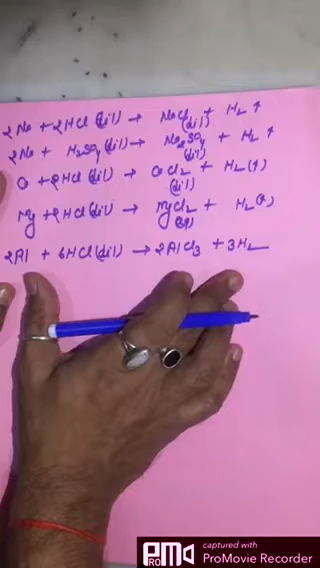 2Na + 2HCl (dil) → NaCl (dil) + H₂ ↑
2Na + H₂SO₄ (dil) → Na₂SO₄ (dil) + H₂ ↑
+ 2HCl (dil) → Cl₂ (dil) + H₂ (↑)
Mg + 2HCl (dil) → MgCl₂ + H₂ (↑)
2Al + 6HCl (dil) → 2AlCl₃ + 3H₂
PRO
captured with
ProMovie Recorder